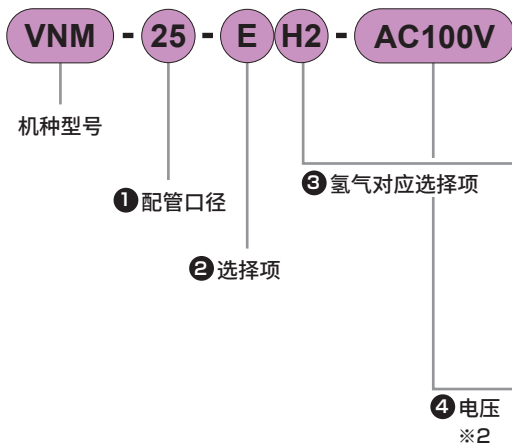 VNM - 25 - E H2 - AC100V
机种型号
❸ 氢气对应选择项
❶ 配管口径
❷ 选择项
❹ 电压
※2